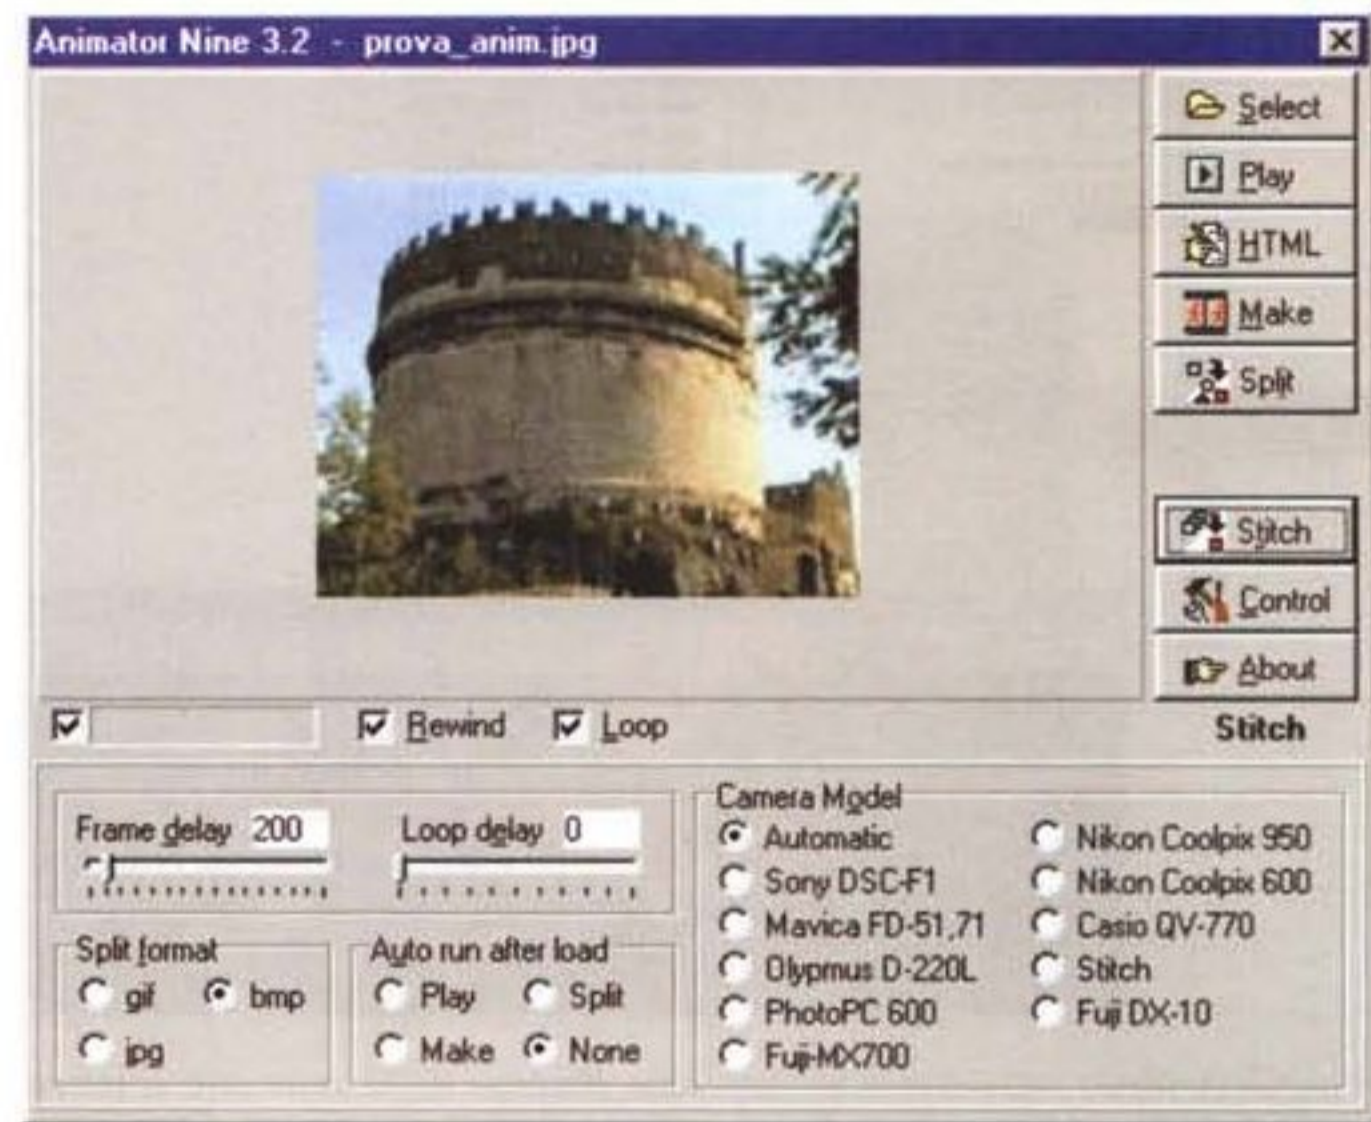 Animator Nine 3.2 - prova_anim.jpg
Select
Play
HTML
Make
Split
Stitch
Control
About
Rewind Loop
Stitch
Frame delay 200 Loop delay 0
Split format
gif bmp
jpg
Auto run after load
Play Split
Make None
Camera Model
Automatic
Sony DSC-F1
Mavica FD-51,71
Olypmus D-220L
PhotoPC 600
Fuji-MX700
Nikon Coolpix 950
Nikon Coolpix 600
Casio QV-770
Stitch
Fuji DX-10